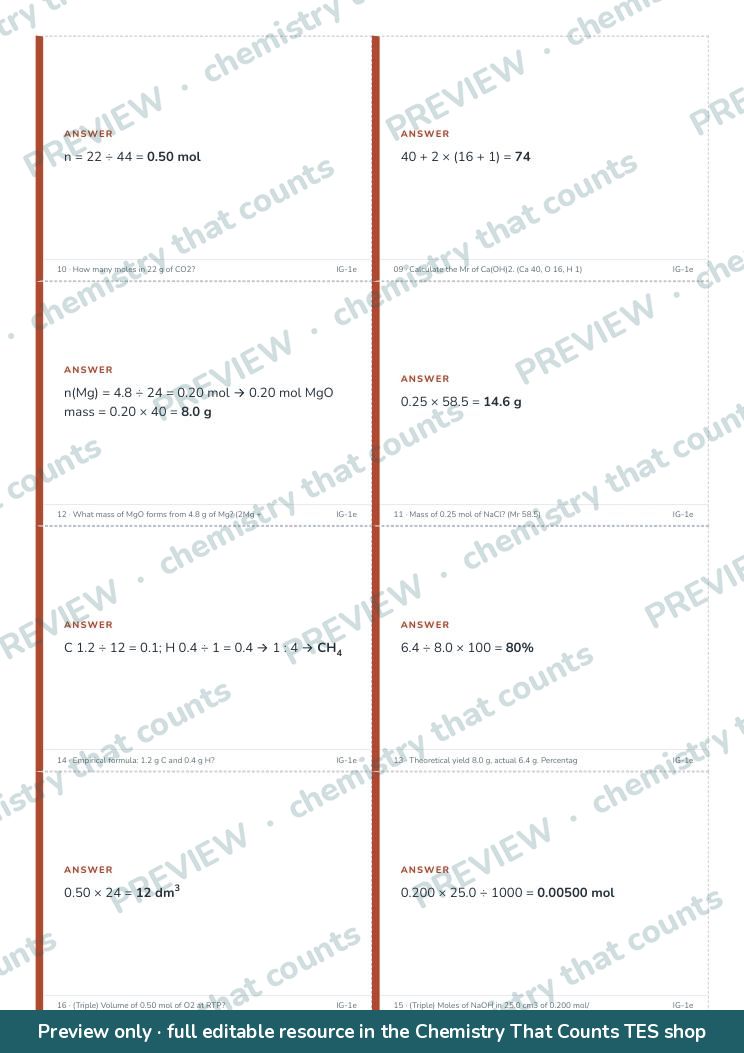 PREVIEW · chemistry that counts
ANSWER
n = 22 ÷ 44 = 0.50 mol
10 · How many moles in 22 g of CO2?
IG-1e
ANSWER
40 + 2 × (16 + 1) = 74
09 · Calculate the Mr of Ca(OH)2. (Ca 40, O 16, H 1)
IG-1e
ANSWER
n(Mg) = 4.8 ÷ 24 = 0.20 mol → 0.20 mol MgO
mass = 0.20 × 40 = 8.0 g
12 · What mass of MgO forms from 4.8 g of Mg? (2Mg +
IG-1e
ANSWER
0.25 × 58.5 = 14.6 g
11 · Mass of 0.25 mol of NaCl? (Mr 58.5)
IG-1e
ANSWER
C 1.2 ÷ 12 = 0.1; H 0.4 ÷ 1 = 0.4 → 1 : 4 → CH₄
14 · Empirical formula: 1.2 g C and 0.4 g H?
IG-1e
ANSWER
6.4 ÷ 8.0 × 100 = 80%
13 · Theoretical yield 8.0 g, actual 6.4 g. Percentag
IG-1e
ANSWER
0.50 × 24 = 12 dm³
16 · (Triple) Volume of 0.50 mol of O2 at RTP?
IG-1e
ANSWER
0.200 × 25.0 ÷ 1000 = 0.00500 mol
15 · (Triple) Moles of NaOH in 25.0 cm3 of 0.200 mol/
IG-1e
Preview only · full editable resource in the Chemistry That Counts TES shop